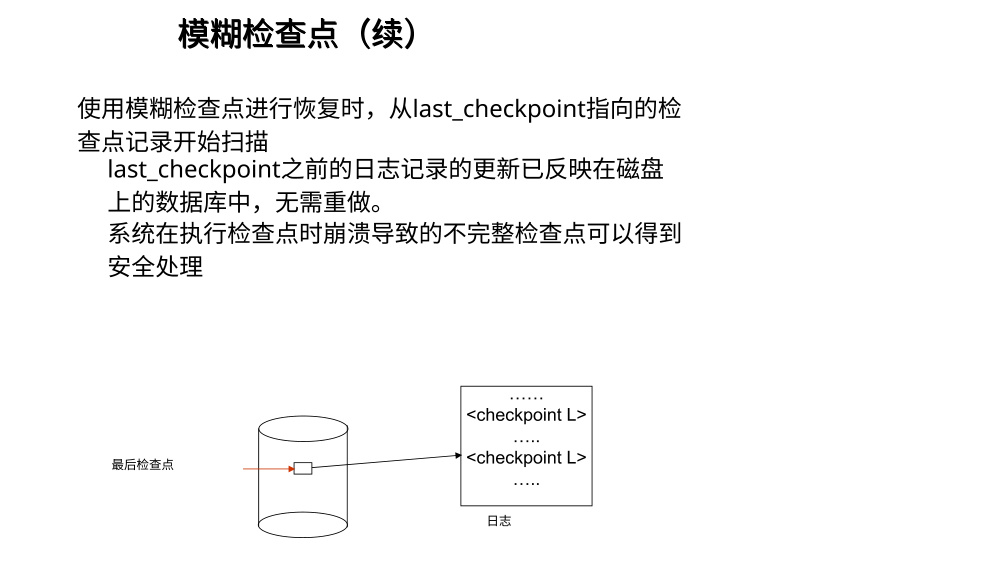 模糊检查点（续）
使用模糊检查点进行恢复时，从last_checkpoint指向的检
查点记录开始扫描
last_checkpoint之前的日志记录的更新已反映在磁盘
上的数据库中，无需重做。
系统在执行检查点时崩溃导致的不完整检查点可以得到
安全处理
……
<checkpoint L>
…..
<checkpoint L>
…..
最后检查点
日志